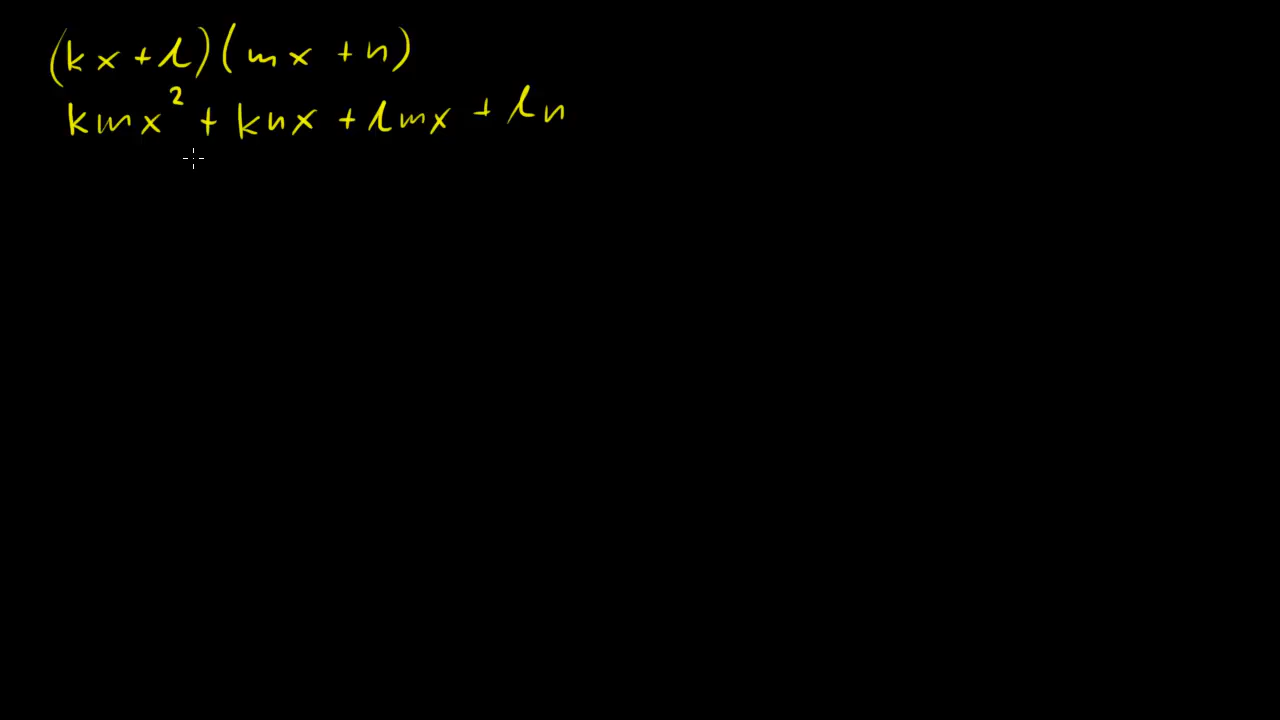 (kx + l)(mx + n)
kmx² + knx + lmx + ln